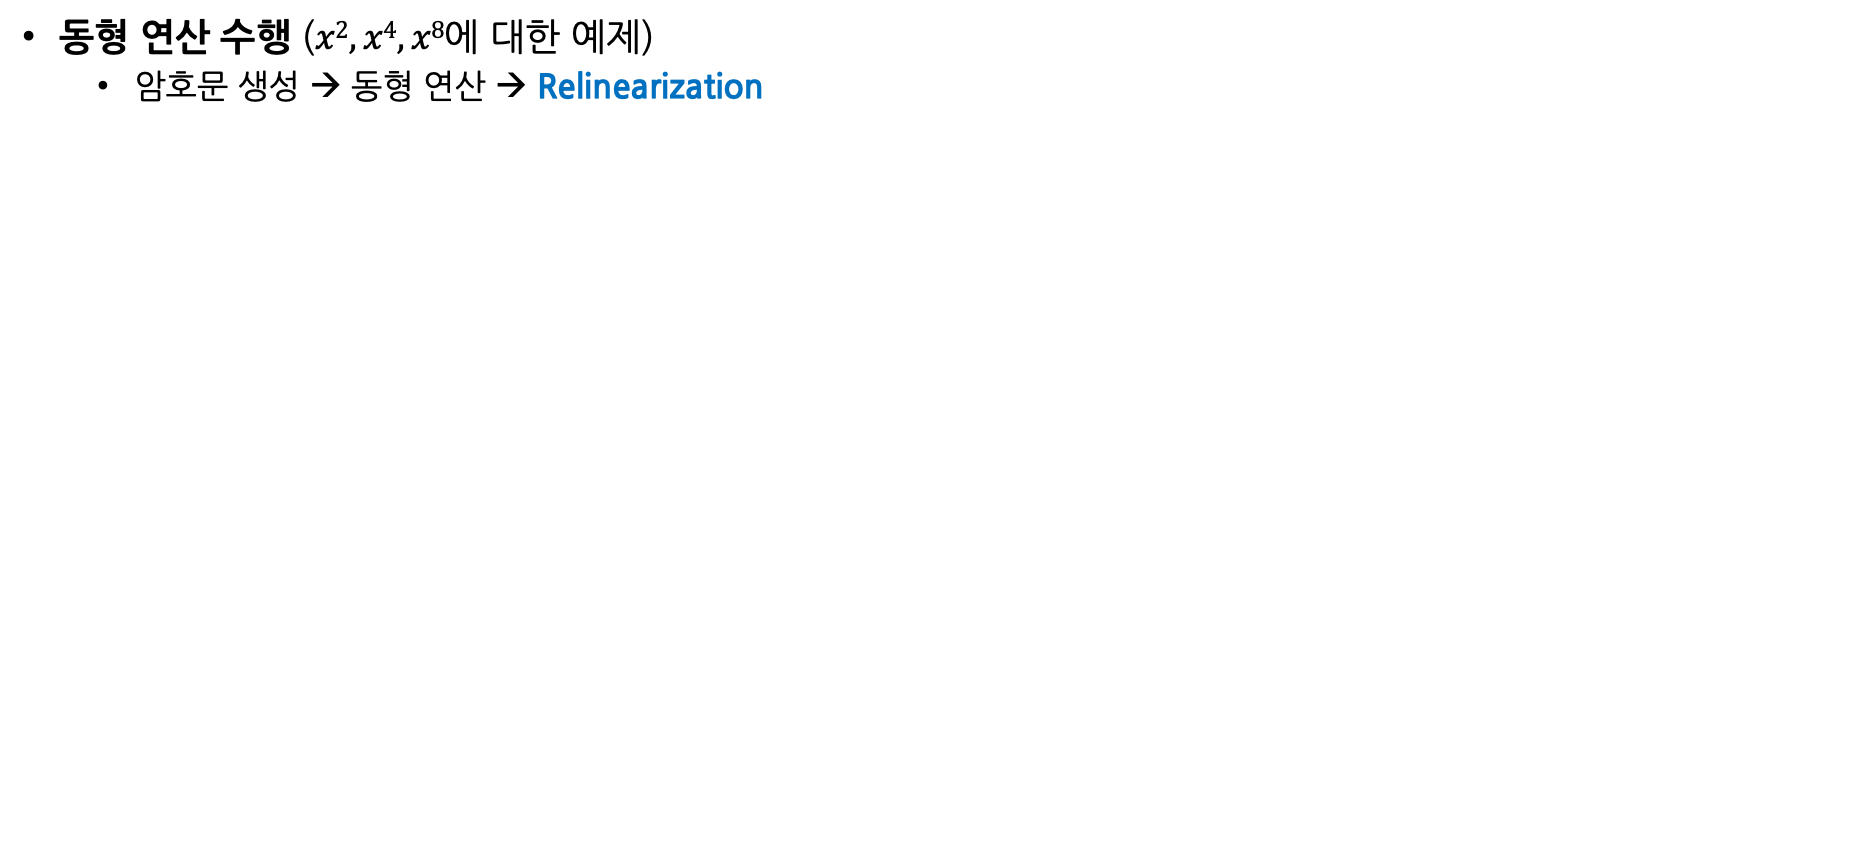 • 동형 연산 수행 (x², x⁴, x⁸에 대한 예제)
• 암호문 생성 → 동형 연산 → Relinearization